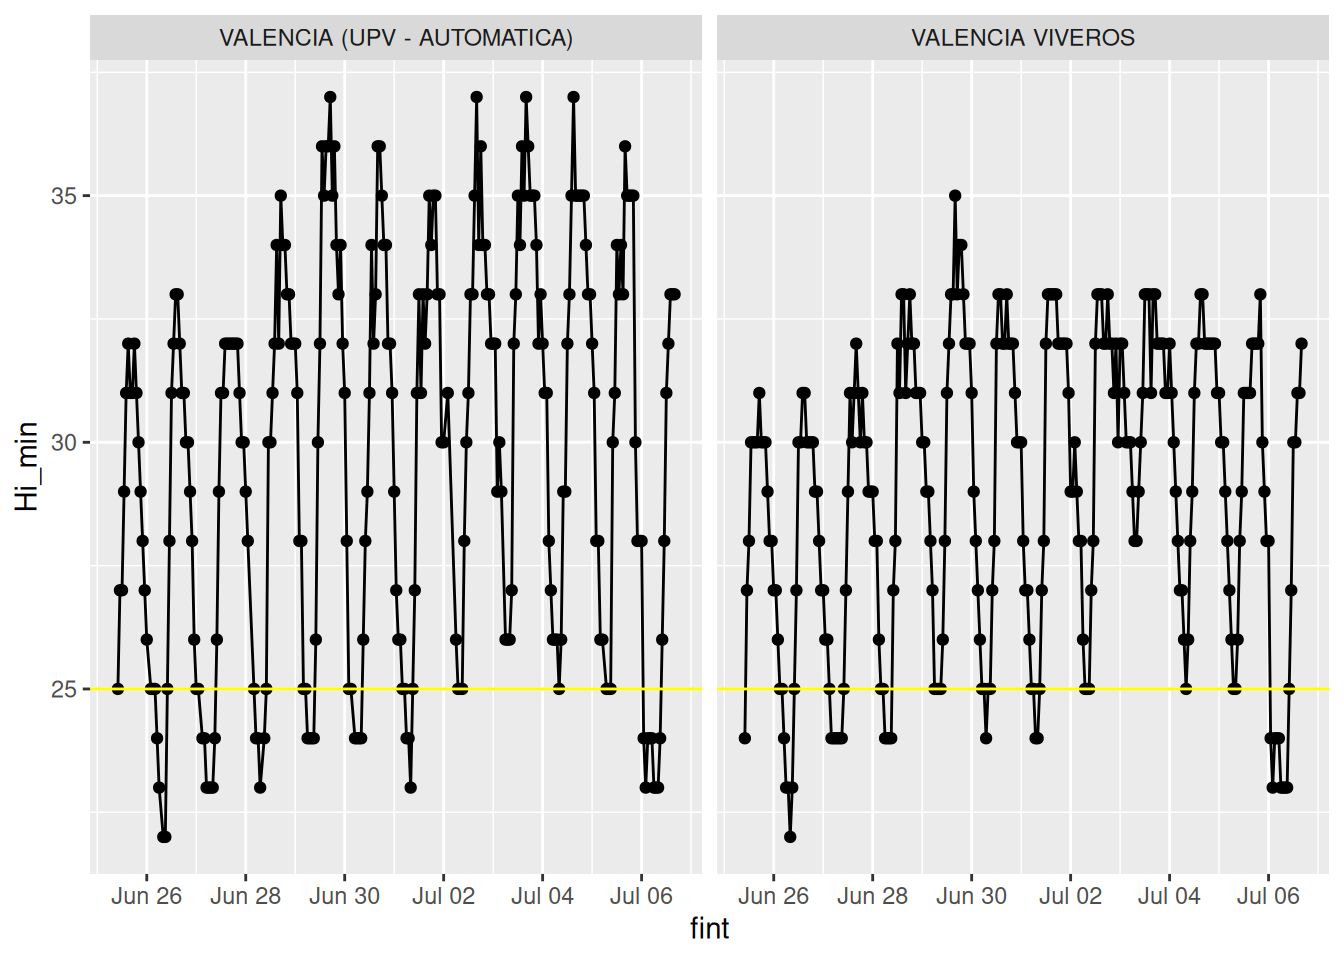 VALENCIA (UPV - AUTOMATICA)
VALENCIA VIVEROS
Hi_min
35
30
25
Jun 26 Jun 28 Jun 30 Jul 02 Jul 04 Jul 06
Jun 26 Jun 28 Jun 30 Jul 02 Jul 04 Jul 06
fint